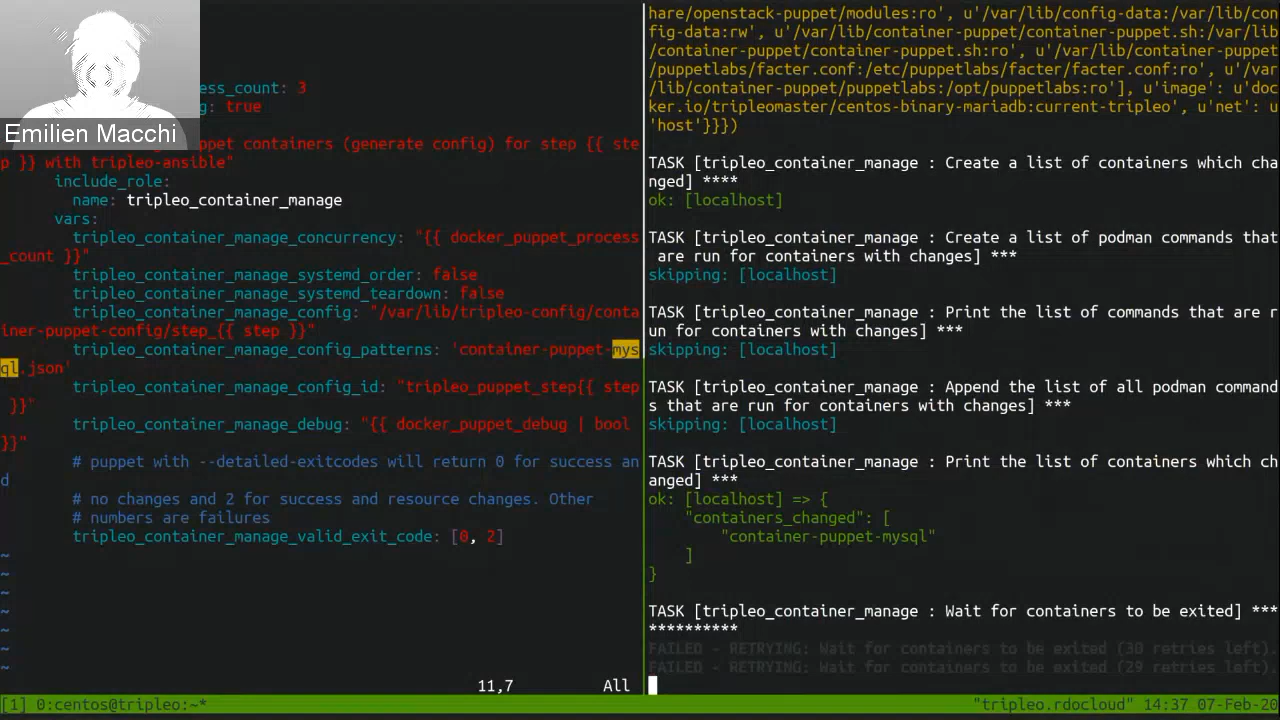 Emilien Macchi
ess_count: 3
g: true
ppet containers (generate config) for step {{ ste
p }} with tripleo-ansible"
include_role:
name: tripleo_container_manage
vars:
tripleo_container_manage_concurrency: "{{ docker_puppet_process
_count }}"
tripleo_container_manage_systemd_order: false
tripleo_container_manage_systemd_teardown: false
tripleo_container_manage_config: "/var/lib/tripleo-config/conta
iner-puppet-config/step_{{ step }}"
tripleo_container_manage_config_patterns: 'container-puppet-mys
ql.json'
tripleo_container_manage_config_id: "tripleo_puppet_step{{ step
}}"
tripleo_container_manage_debug: "{{ docker_puppet_debug | bool
}}"
# puppet with --detailed-exitcodes will return 0 for success an
d
# no changes and 2 for success and resource changes. Other
# numbers are failures
tripleo_container_manage_valid_exit_code: [0, 2]
~
~
~
~
~
~
~
11,7 All
hare/openstack-puppet/modules:ro', u'/var/lib/config-data:/var/lib/con
fig-data:rw', u'/var/lib/container-puppet/container-puppet.sh:/var/lib
/container-puppet/container-puppet.sh:ro', u'/var/lib/container-puppet
/puppetlabs/facter.conf:/etc/puppetlabs/facter/facter.conf:ro', u'/var
/lib/container-puppet/puppetlabs:/opt/puppetlabs:ro'], u'image': u'doc
ker.io/tripleomaster/centos-binary-mariadb:current-tripleo', u'net': u
'host'}}})
TASK [tripleo_container_manage : Create a list of containers which cha
nged] ****
ok: [localhost]
TASK [tripleo_container_manage : Create a list of podman commands that
are run for containers with changes] ***
skipping: [localhost]
TASK [tripleo_container_manage : Print the list of commands that are r
un for containers with changes] ***
skipping: [localhost]
TASK [tripleo_container_manage : Append the list of all podman command
s that are run for containers with changes] ***
skipping: [localhost]
TASK [tripleo_container_manage : Print the list of containers which ch
anged] ***
ok: [localhost] => {
"containers_changed": [
"container-puppet-mysql"
]
}
TASK [tripleo_container_manage : Wait for containers to be exited] ***
**********
FAILED - RETRYING: Wait for containers to be exited (30 retries left).
FAILED - RETRYING: Wait for containers to be exited (29 retries left).
[1] 0:centos@tripleo:~* "tripleo.rdocloud" 14:37 07-Feb-20